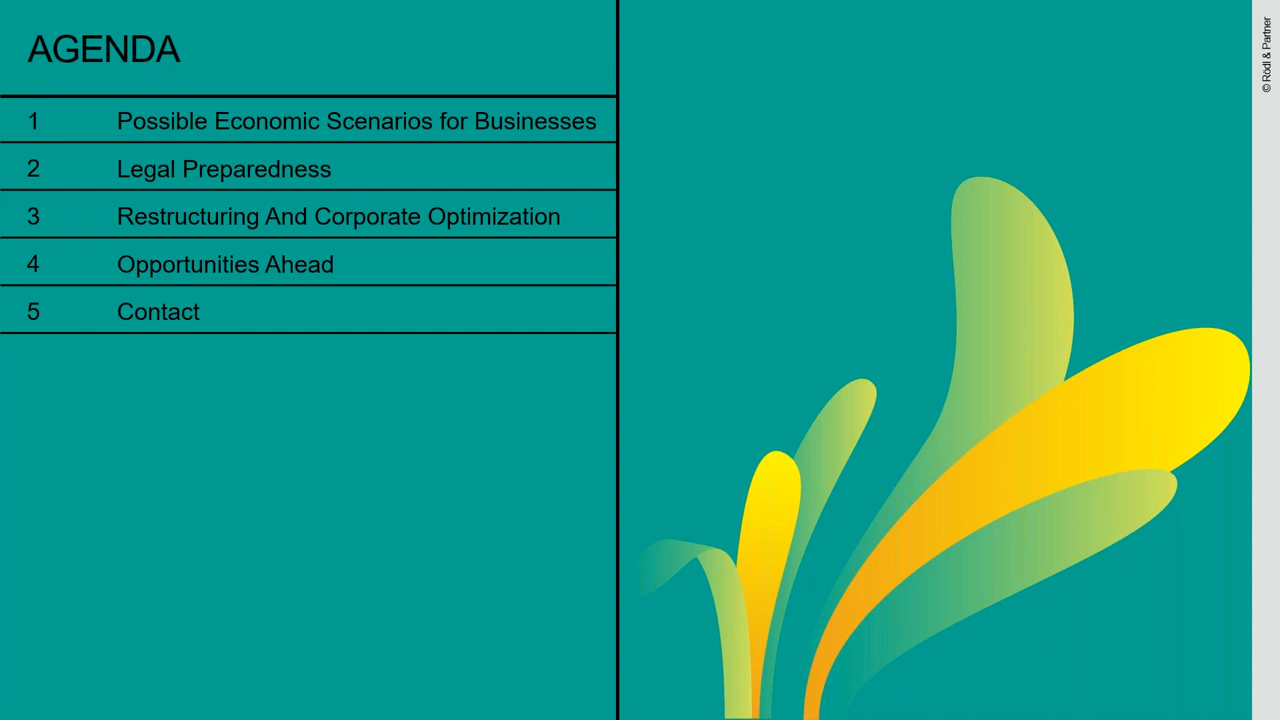 AGENDA
1 Possible Economic Scenarios for Businesses
2 Legal Preparedness
3 Restructuring And Corporate Optimization
4 Opportunities Ahead
5 Contact
© Rödl & Partner